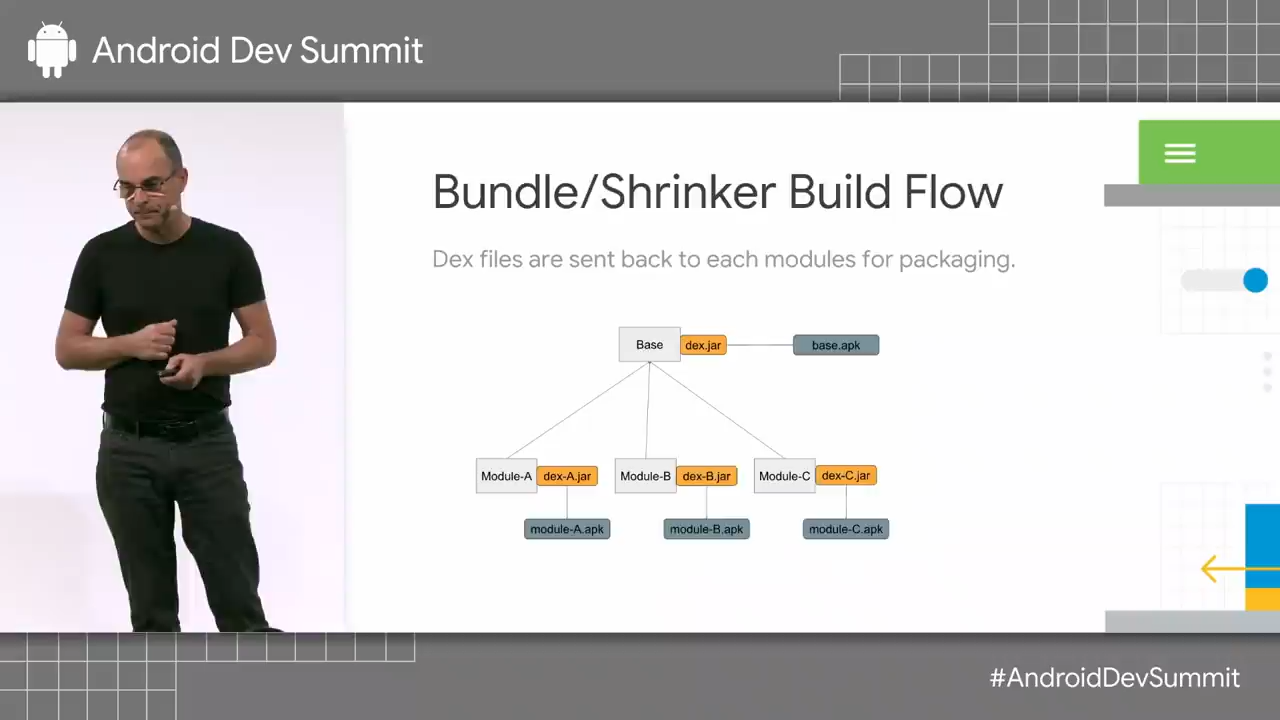 Android Dev Summit
Bundle/Shrinker Build Flow
Dex files are sent back to each modules for packaging.
Base
dex.jar
base.apk
Module-A
dex-A.jar
Module-B
dex-B.jar
Module-C
dex-C.jar
module-A.apk
module-B.apk
module-C.apk
#AndroidDevSummit